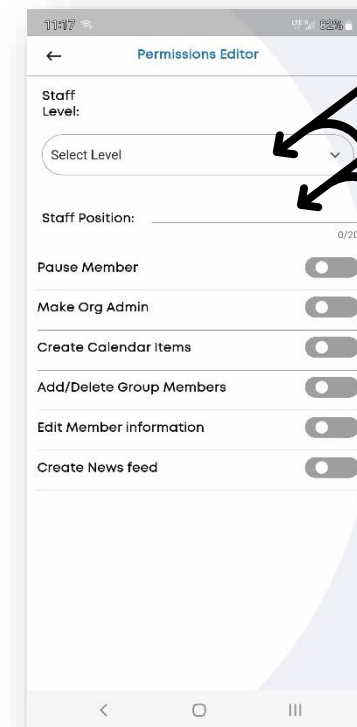 11:17 LTE 82%
Permissions Editor
Staff
Level:
Select Level
Staff Position:
0/20
Pause Member
Make Org Admin
Create Calendar Items
Add/Delete Group Members
Edit Member information
Create News feed